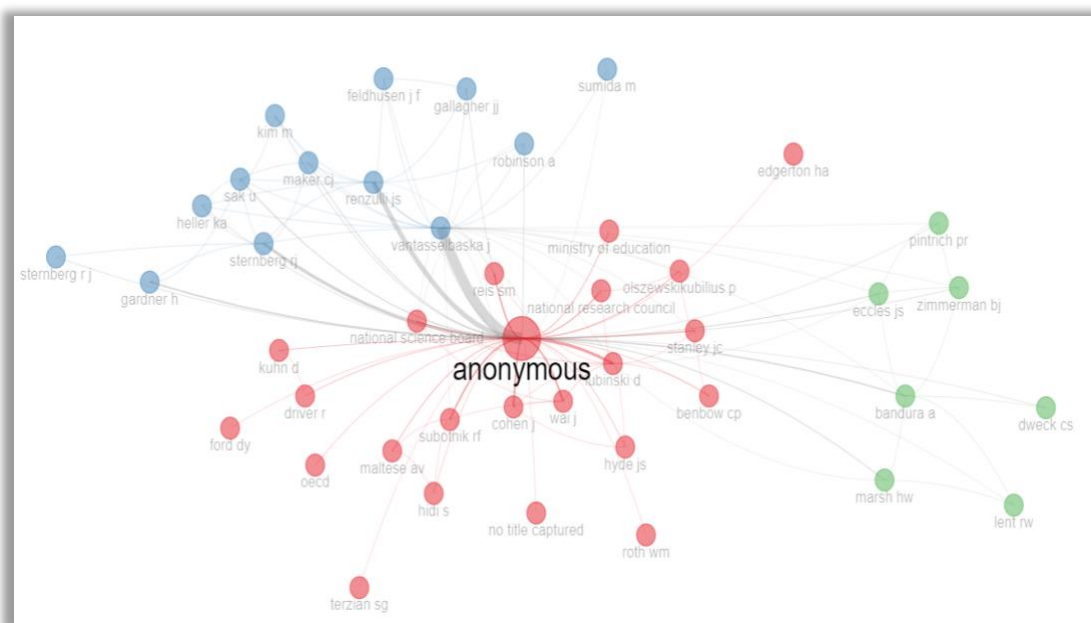 sumida m
feldhusen j f
gallagher jj
kim m
robinson a
edgerton ha
maker cj
sak u
renzulli js
heller ka
pintrich pr
vantasselbaska j
ministry of education
sternberg rj
sternberg r j
reis sm
olszewskikubilius p
gardner h
zimmerman bj
national research council
eccles js
national science board
stanley jc
anonymous
kuhn d
lubinski d
driver r
cohen j
wai j
benbow cp
bandura a
dweck cs
subotnik rf
ford dy
maltese av
hyde js
oecd
marsh hw
hidi s
no title captured
lent rw
roth wm
terzian sg